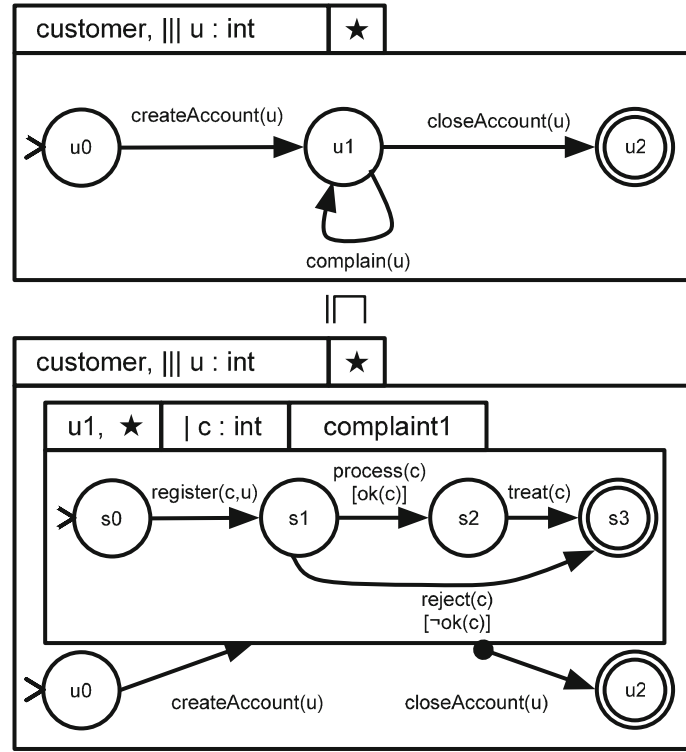 customer, ||| u : int ★
createAccount(u)
closeAccount(u)
u0
u1
u2
complain(u)
customer, ||| u : int ★
u1, ★ | c : int complaint1
process(c)
register(c,u)
[ok(c)]
treat(c)
s0
s1
s2
s3
reject(c)
[¬ok(c)]
u0
u2
createAccount(u)
closeAccount(u)